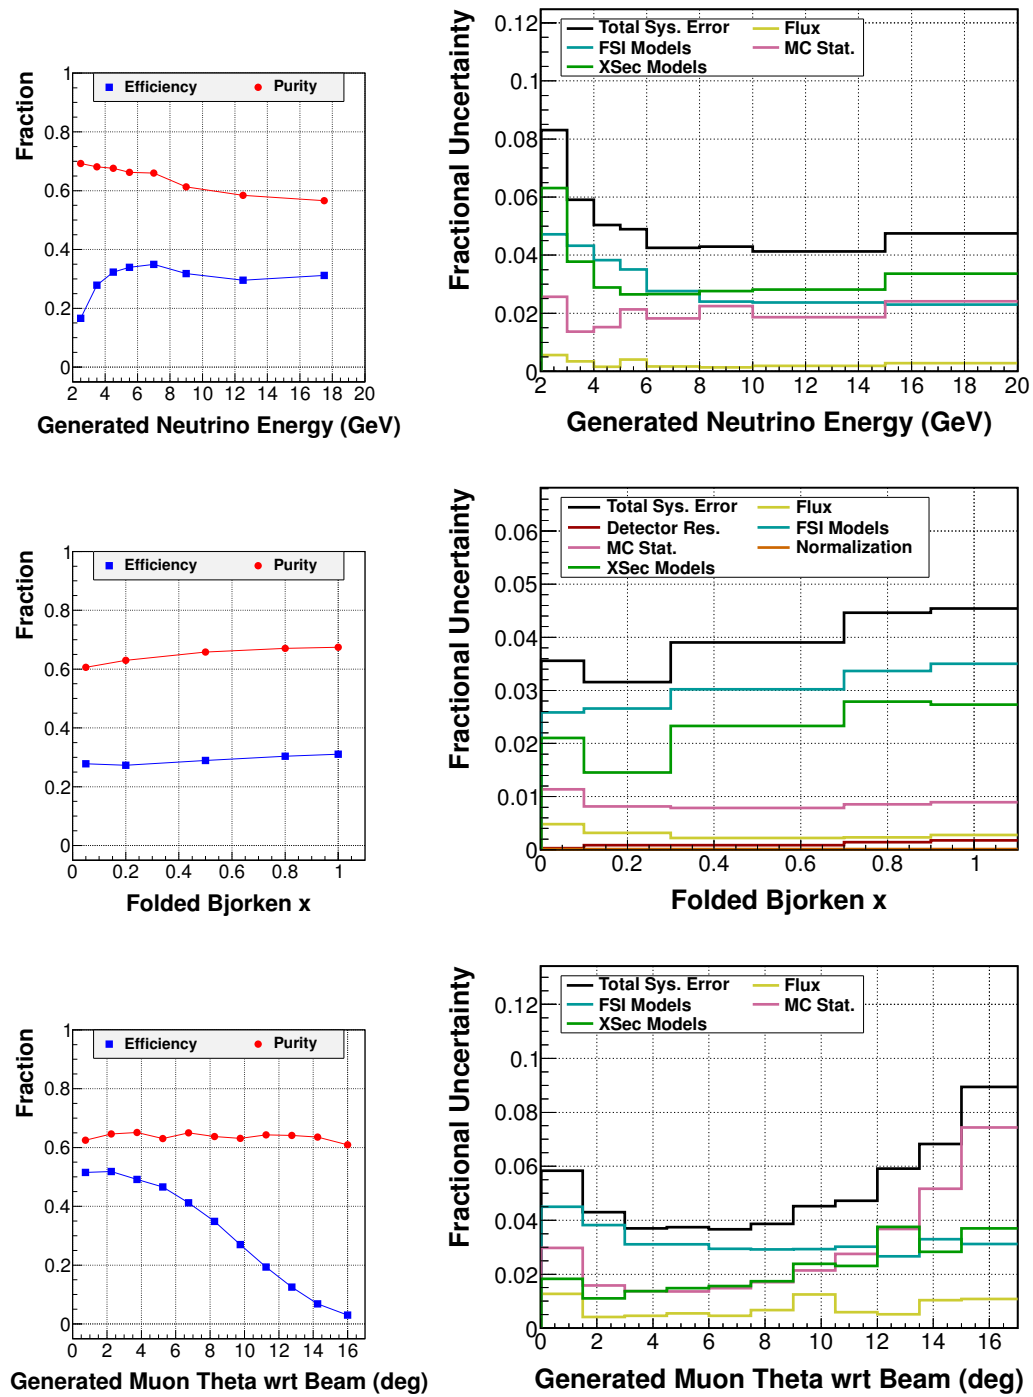 Fraction
1
0.8
0.6
0.4
0.2
0
Efficiency Purity
2 4 6 8 10 12 14 16 18 20
Generated Neutrino Energy (GeV)
Fractional Uncertainty
0.12
0.1
0.08
0.06
0.04
0.02
0
Total Sys. Error Flux
FSI Models MC Stat.
XSec Models
2 4 6 8 10 12 14 16 18 20
Generated Neutrino Energy (GeV)
Fraction
1
0.8
0.6
0.4
0.2
0
Efficiency Purity
0 0.2 0.4 0.6 0.8 1
Folded Bjorken x
Fractional Uncertainty
0.06
0.05
0.04
0.03
0.02
0.01
0
Total Sys. Error Flux
Detector Res. FSI Models
MC Stat. Normalization
XSec Models
0.2 0.4 0.6 0.8 1
Folded Bjorken x
Fraction
1
0.8
0.6
0.4
0.2
0
Efficiency Purity
0 2 4 6 8 10 12 14 16
Generated Muon Theta wrt Beam (deg)
Fractional Uncertainty
0.12
0.1
0.08
0.06
0.04
0.02
0
Total Sys. Error Flux
FSI Models MC Stat.
XSec Models
0 2 4 6 8 10 12 14 16
Generated Muon Theta wrt Beam (deg)